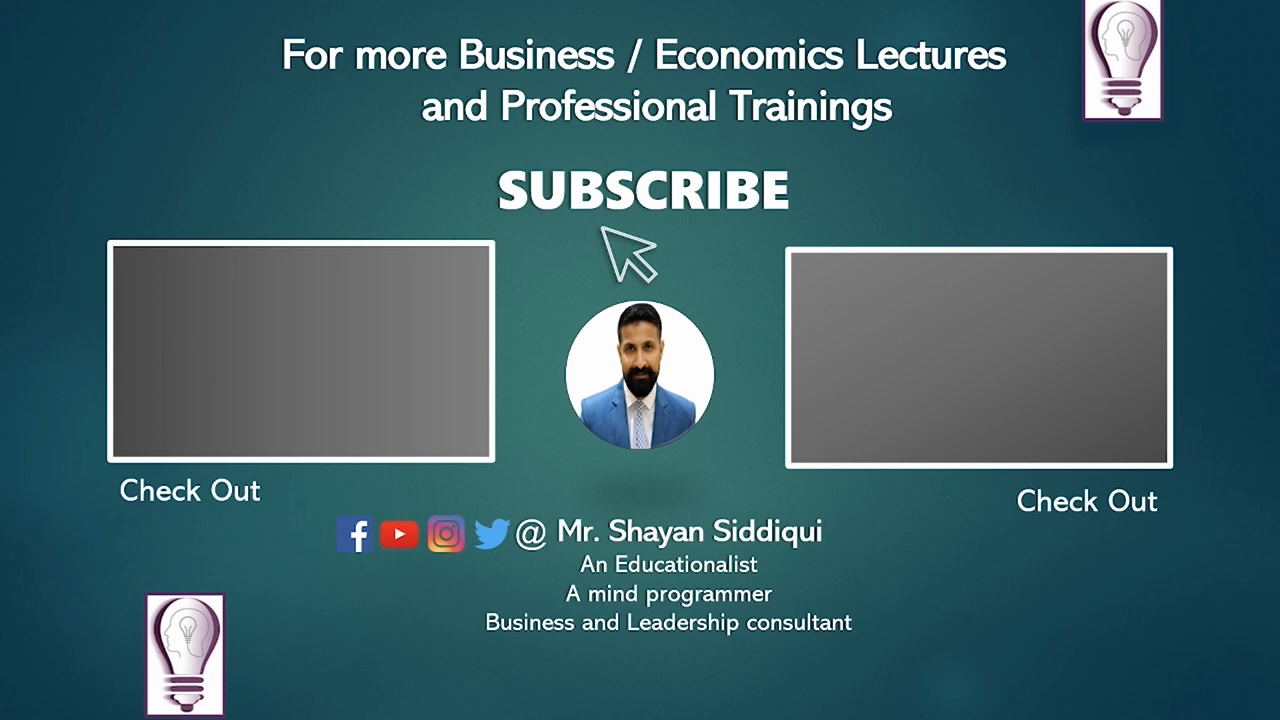 For more Business / Economics Lectures
and Professional Trainings
SUBSCRIBE
Check Out
Check Out
@ Mr. Shayan Siddiqui
An Educationalist
A mind programmer
Business and Leadership consultant